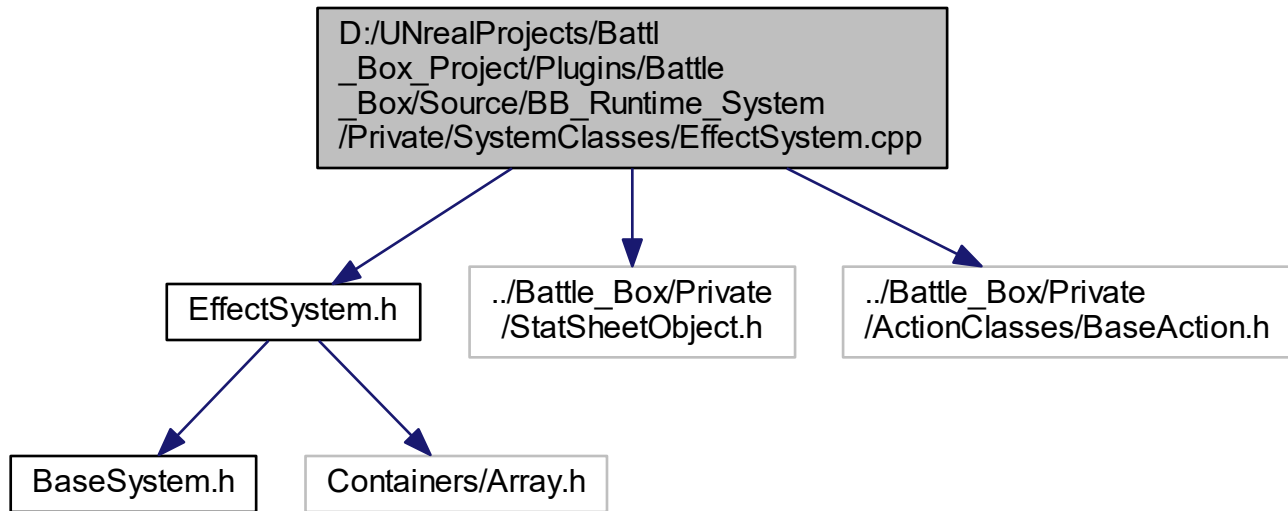 D:/UNrealProjects/Battl
_Box_Project/Plugins/Battle
_Box/Source/BB_Runtime_System
/Private/SystemClasses/EffectSystem.cpp
EffectSystem.h
../Battle_Box/Private
/StatSheetObject.h
../Battle_Box/Private
/ActionClasses/BaseAction.h
BaseSystem.h
Containers/Array.h